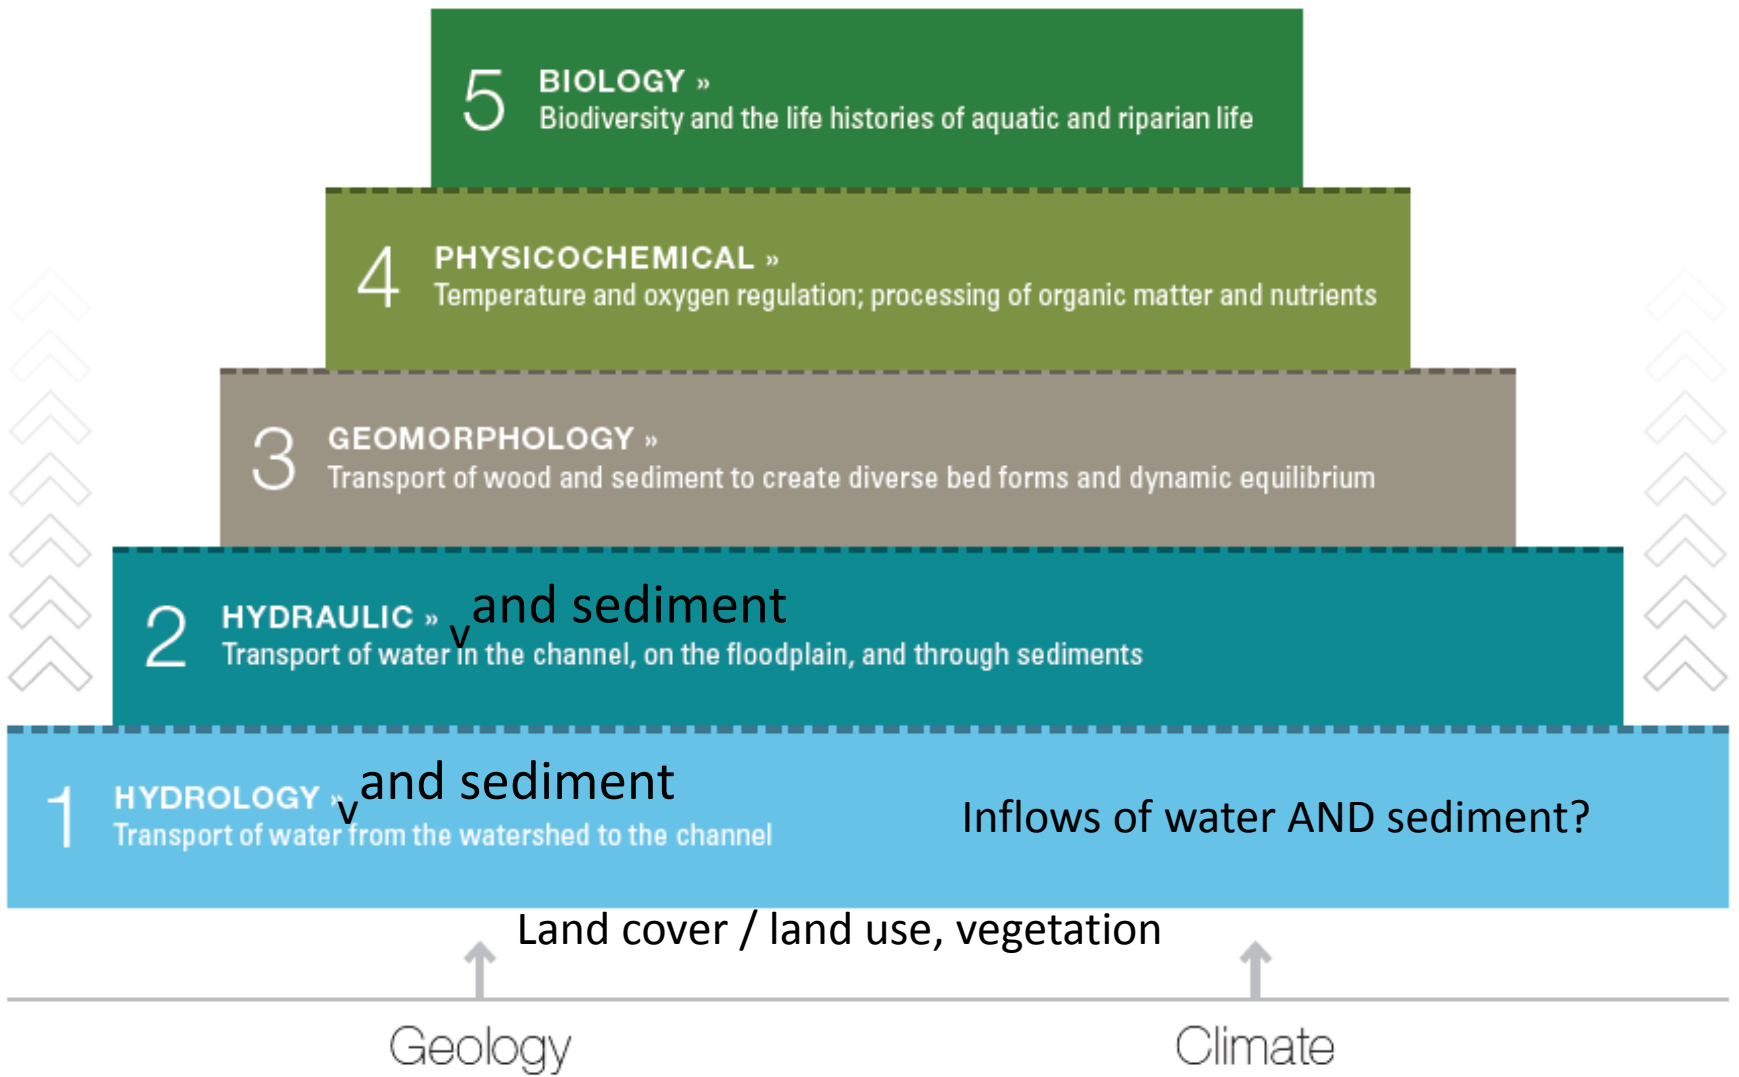 5 BIOLOGY »
Biodiversity and the life histories of aquatic and riparian life
4 PHYSICOCHEMICAL »
Temperature and oxygen regulation; processing of organic matter and nutrients
3 GEOMORPHOLOGY »
Transport of wood and sediment to create diverse bed forms and dynamic equilibrium
and sediment
2 HYDRAULIC »
v
Transport of water in the channel, on the floodplain, and through sediments
and sediment
1 HYDROLOGY »
v
Transport of water from the watershed to the channel
Inflows of water AND sediment?
Land cover / land use, vegetation
Geology
Climate